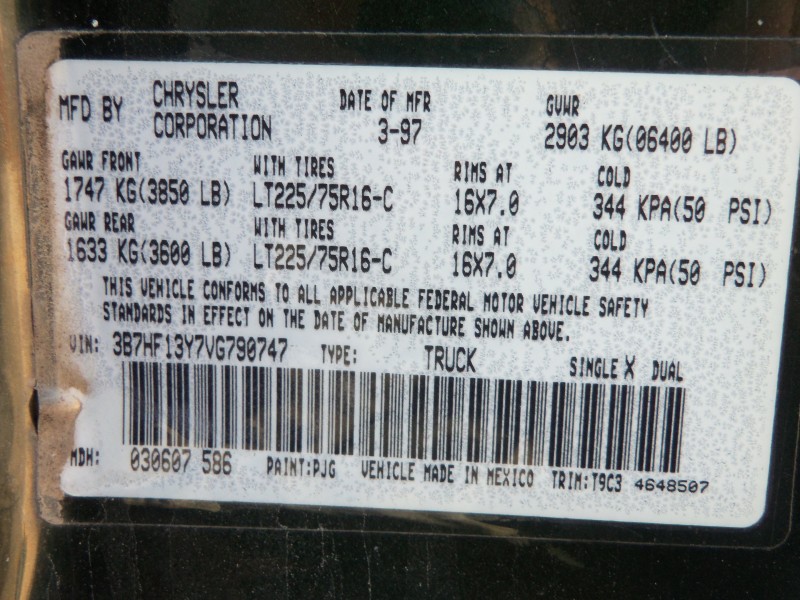 MFD BY CHRYSLER CORPORATION DATE OF MFR 3-97 GVWR 2903 KG(06400 LB)
GAWR FRONT WITH TIRES RIMS AT COLD
1747 KG(3850 LB) LT225/75R16-C 16X7.0 344 KPA(50 PSI)
GAWR REAR WITH TIRES RIMS AT COLD
1633 KG(3600 LB) LT225/75R16-C 16X7.0 344 KPA(50 PSI)
THIS VEHICLE CONFORMS TO ALL APPLICABLE FEDERAL MOTOR VEHICLE SAFETY
STANDARDS IN EFFECT ON THE DATE OF MANUFACTURE SHOWN ABOVE.
VIN: 3B7HF13Y7VG790747 TYPE: TRUCK SINGLE X DUAL
MDH: 030607 586 PAINT:PJG VEHICLE MADE IN MEXICO TRIM:T9C3 4648507